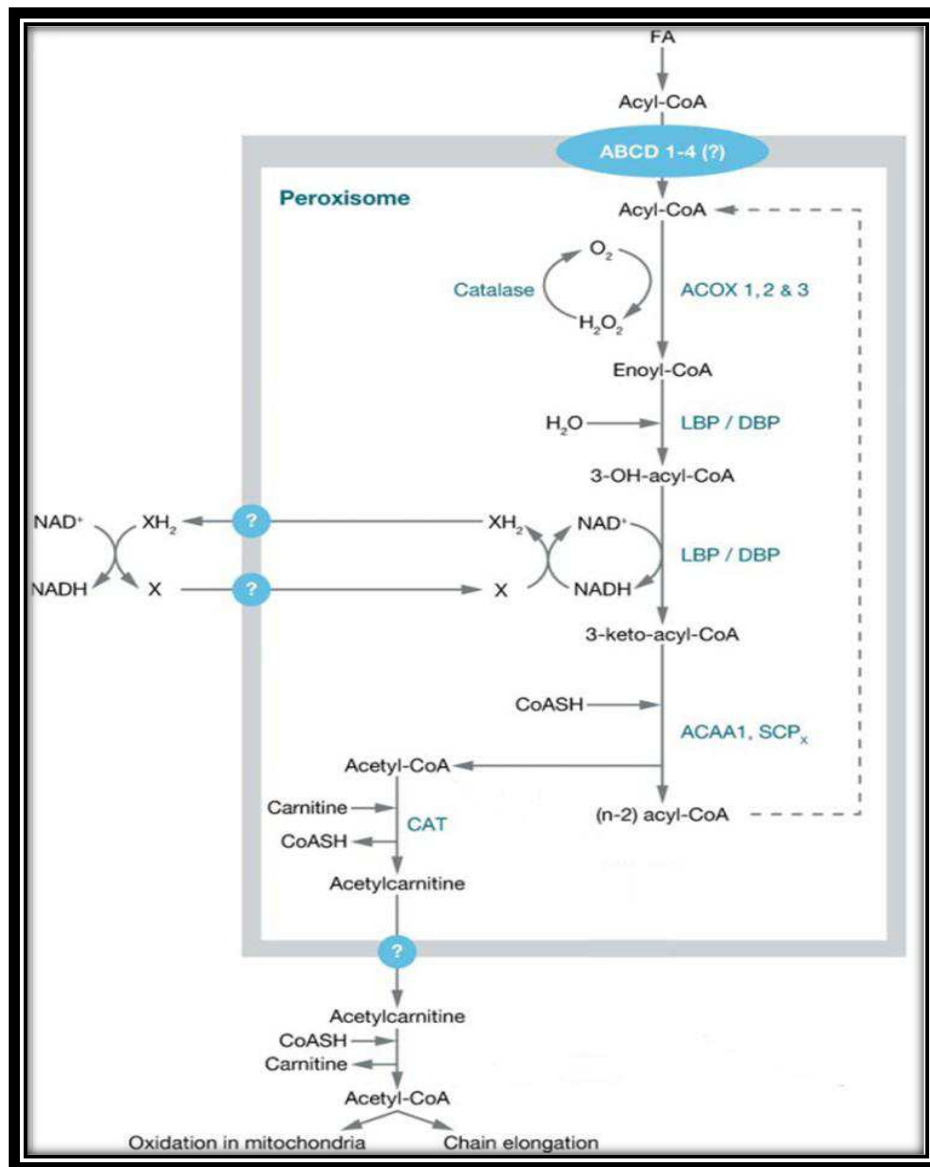 FA
Acyl-CoA
ABCD 1-4 (?)
Peroxisome
Acyl-CoA
O₂
Catalase
ACOX 1, 2 & 3
H₂O₂
Enoyl-CoA
H₂O
LBP / DBP
3-OH-acyl-CoA
NAD⁺ XH₂ ? XH₂ NAD⁺
LBP / DBP
NADH X ? X NADH
3-keto-acyl-CoA
CoASH
ACAA1, SCPₓ
Acetyl-CoA
(n-2) acyl-CoA
Carnitine
CAT
CoASH
Acetylcarnitine
?
Acetylcarnitine
CoASH
Carnitine
Acetyl-CoA
Oxidation in mitochondria Chain elongation